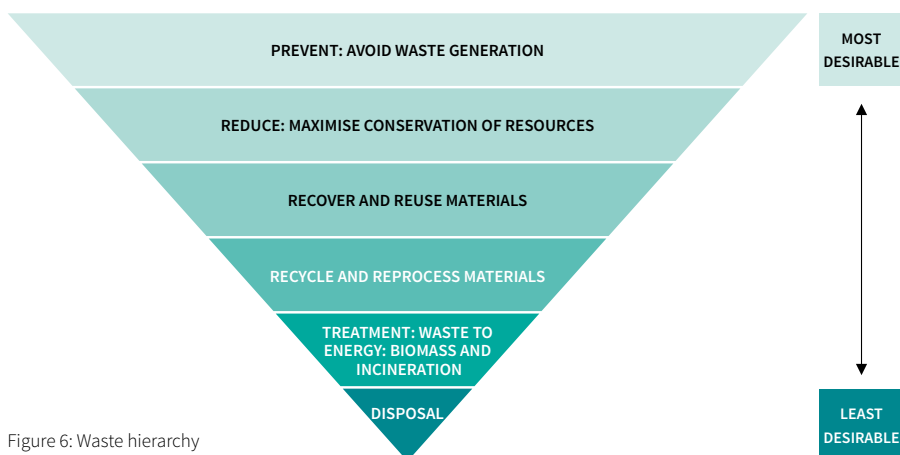 PREVENT: AVOID WASTE GENERATION
MOST
DESIRABLE
REDUCE: MAXIMISE CONSERVATION OF RESOURCES
RECOVER AND REUSE MATERIALS
RECYCLE AND REPROCESS MATERIALS
TREATMENT: WASTE TO
ENERGY: BIOMASS AND
INCINERATION
DISPOSAL
LEAST
DESIRABLE
Figure 6: Waste hierarchy